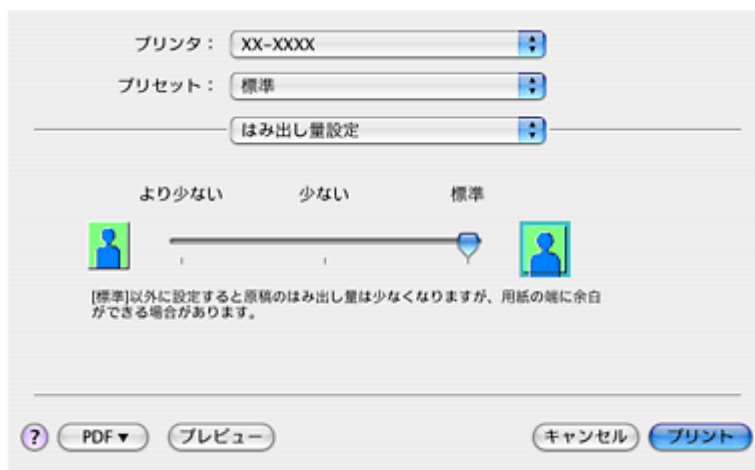 プリンタ： XX-XXXX
プリセット： 標準
はみ出し量設定
より少ない 少ない 標準
[標準]以外に設定すると原稿のはみ出し量は少なくなりますが、用紙の端に余白
ができる場合があります。
? PDF▼ プレビュー キャンセル プリント